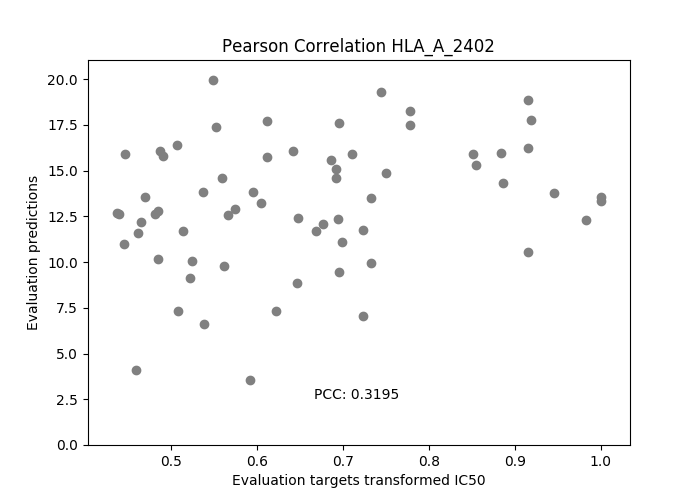 Pearson Correlation HLA_A_2402
20.0
17.5
15.0
12.5
10.0
7.5
5.0
2.5
0.0
Evaluation predictions
PCC: 0.3195
0.5 0.6 0.7 0.8 0.9 1.0
Evaluation targets transformed IC50